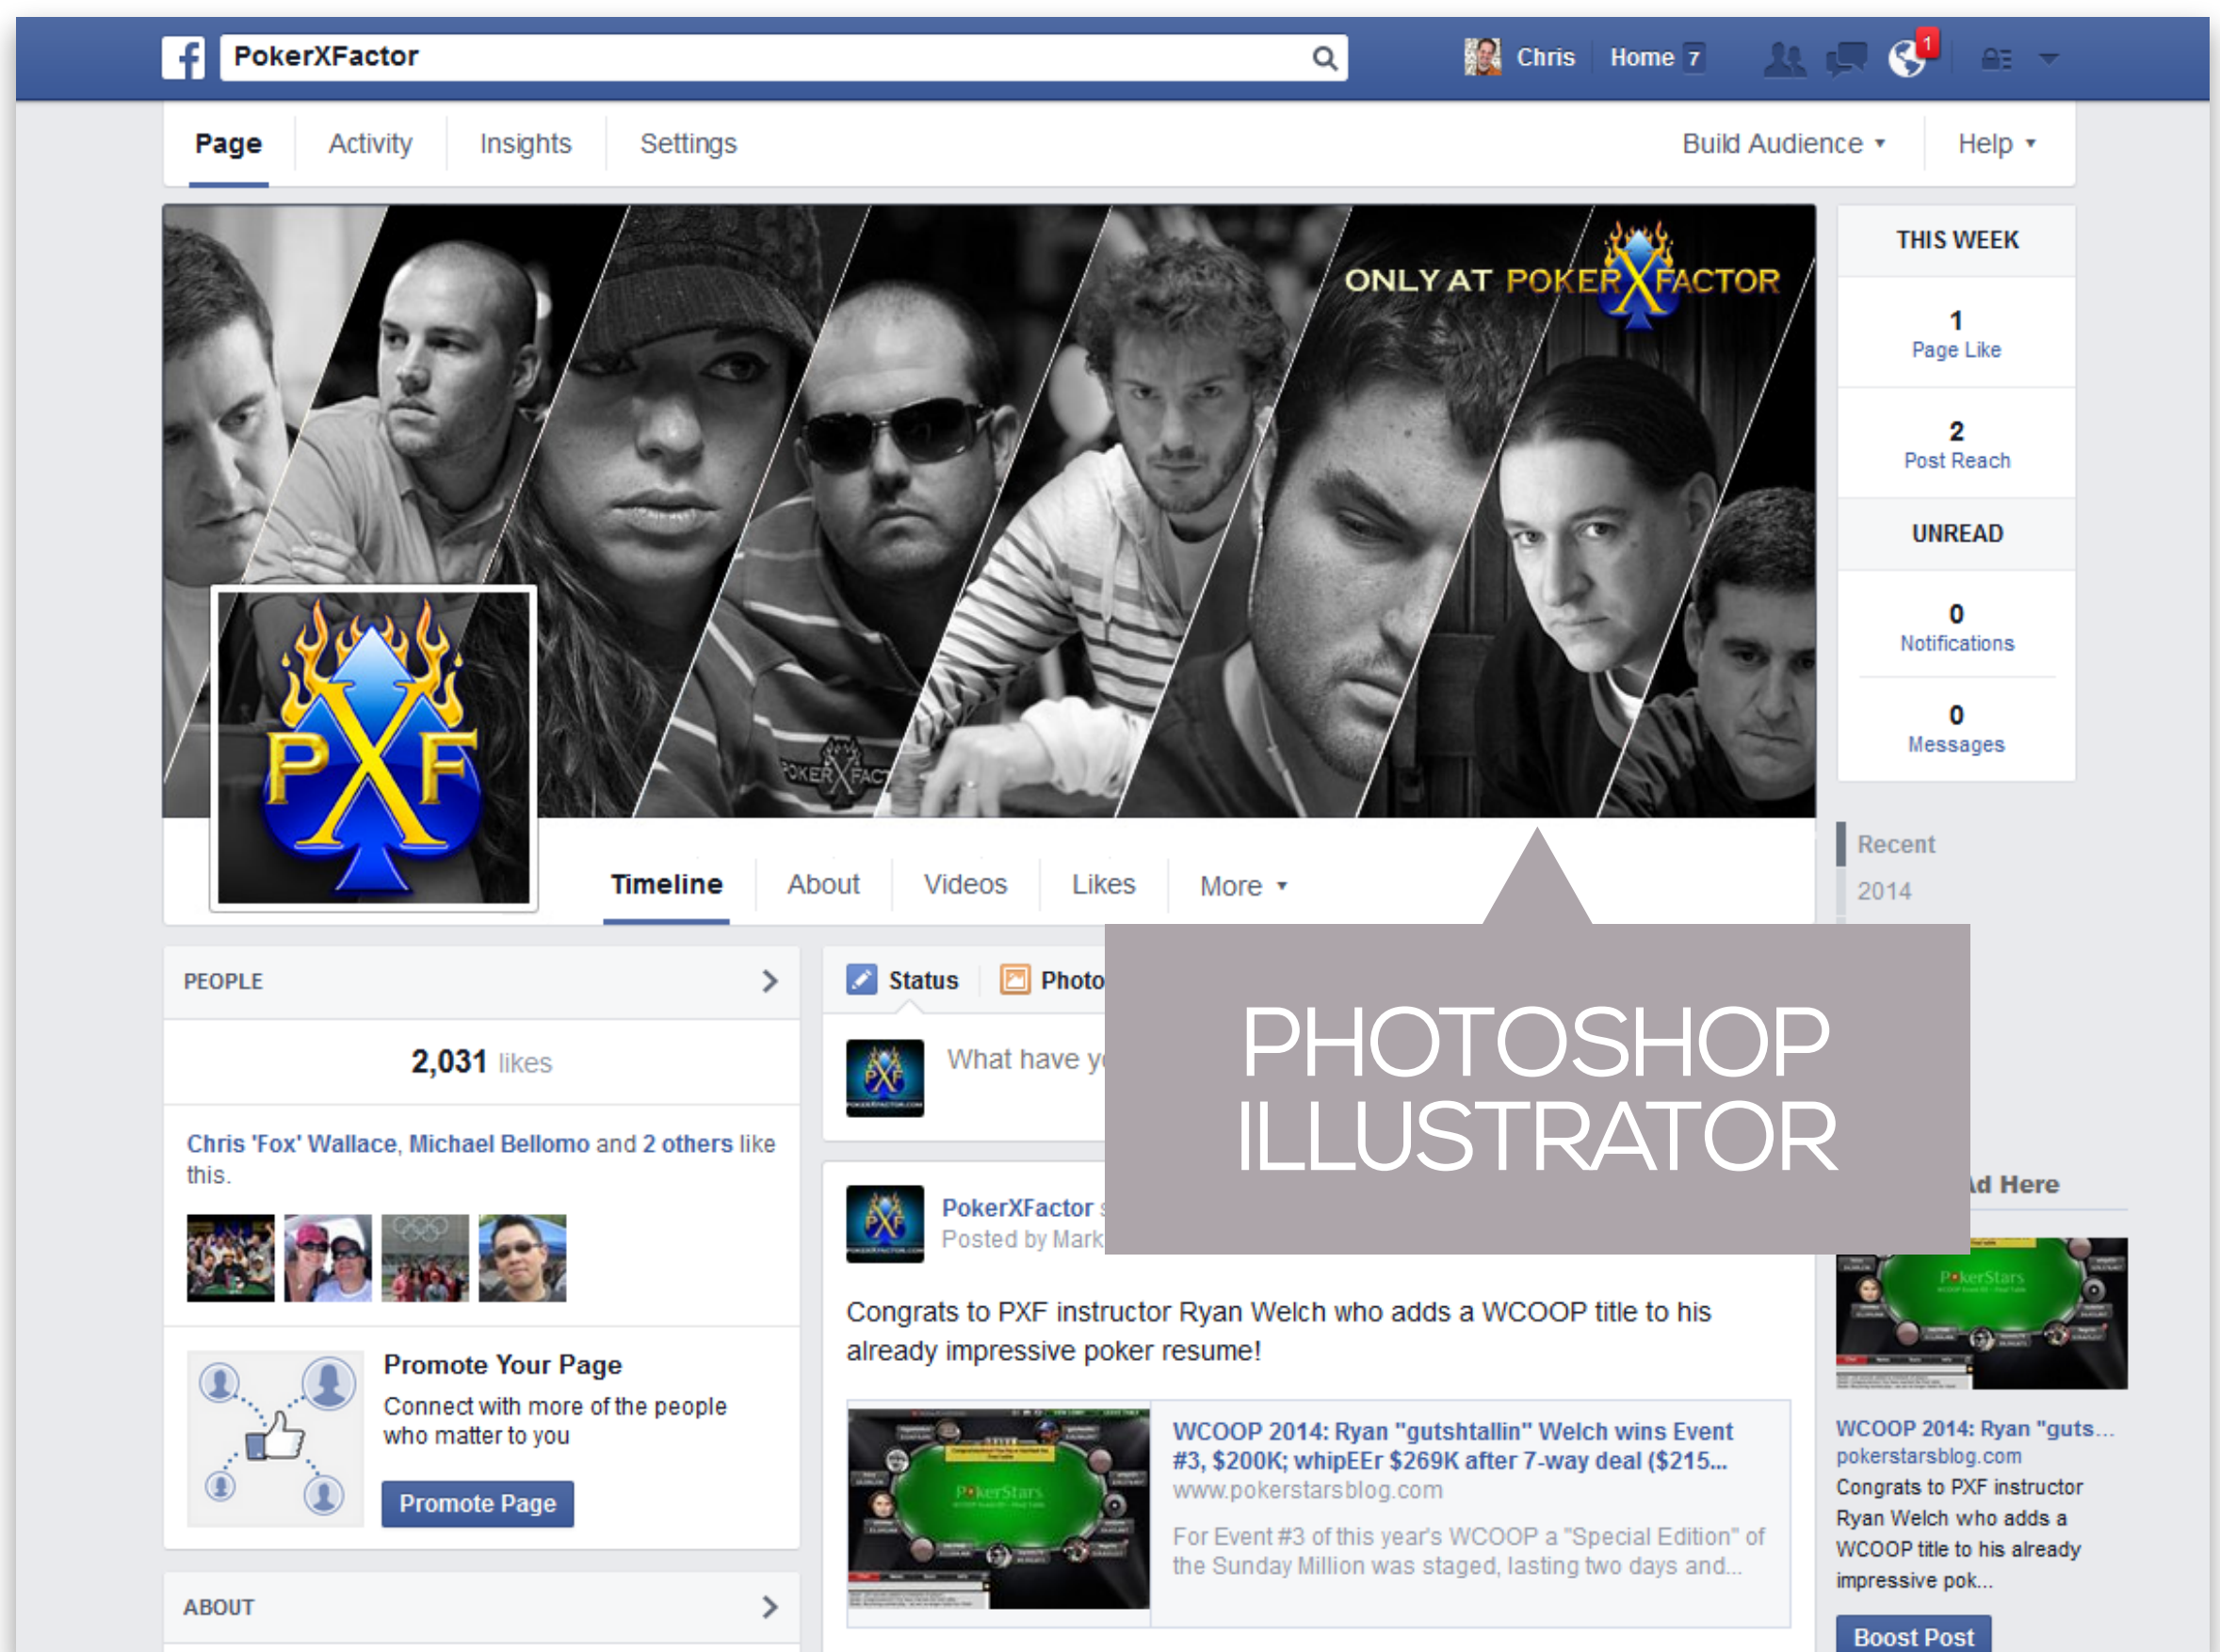 PokerXFactor
Chris
Home 7
1
Page
Activity
Insights
Settings
Build Audience
Help
ONLY AT POKER X FACTOR
POKER X FACT
PXF
THIS WEEK
1
Page Like
2
Post Reach
UNREAD
0
Notifications
0
Messages
Recent
2014
Timeline
About
Videos
Likes
More
PHOTOSHOP
ILLUSTRATOR
PEOPLE
2,031 likes
Chris 'Fox' Wallace, Michael Bellomo and 2 others like
this.
Promote Your Page
Connect with more of the people
who matter to you
Promote Page
ABOUT
Status
Photo
PXF
What have
PXF
PokerXFactor
Posted by Mark
Congrats to PXF instructor Ryan Welch who adds a WCOOP title to his
already impressive poker resume!
PokerStars
WCOOP 2014: Ryan "gutshtallin" Welch wins Event
#3, $200K; whipEEr $269K after 7-way deal ($215...
www.pokerstarsblog.com
For Event #3 of this year's WCOOP a "Special Edition" of
the Sunday Million was staged, lasting two days and...
Ad Here
PokerStars
WCOOP 2014: Ryan "guts...
pokerstarsblog.com
Congrats to PXF instructor
Ryan Welch who adds a
WCOOP title to his already
impressive pok...
Boost Post